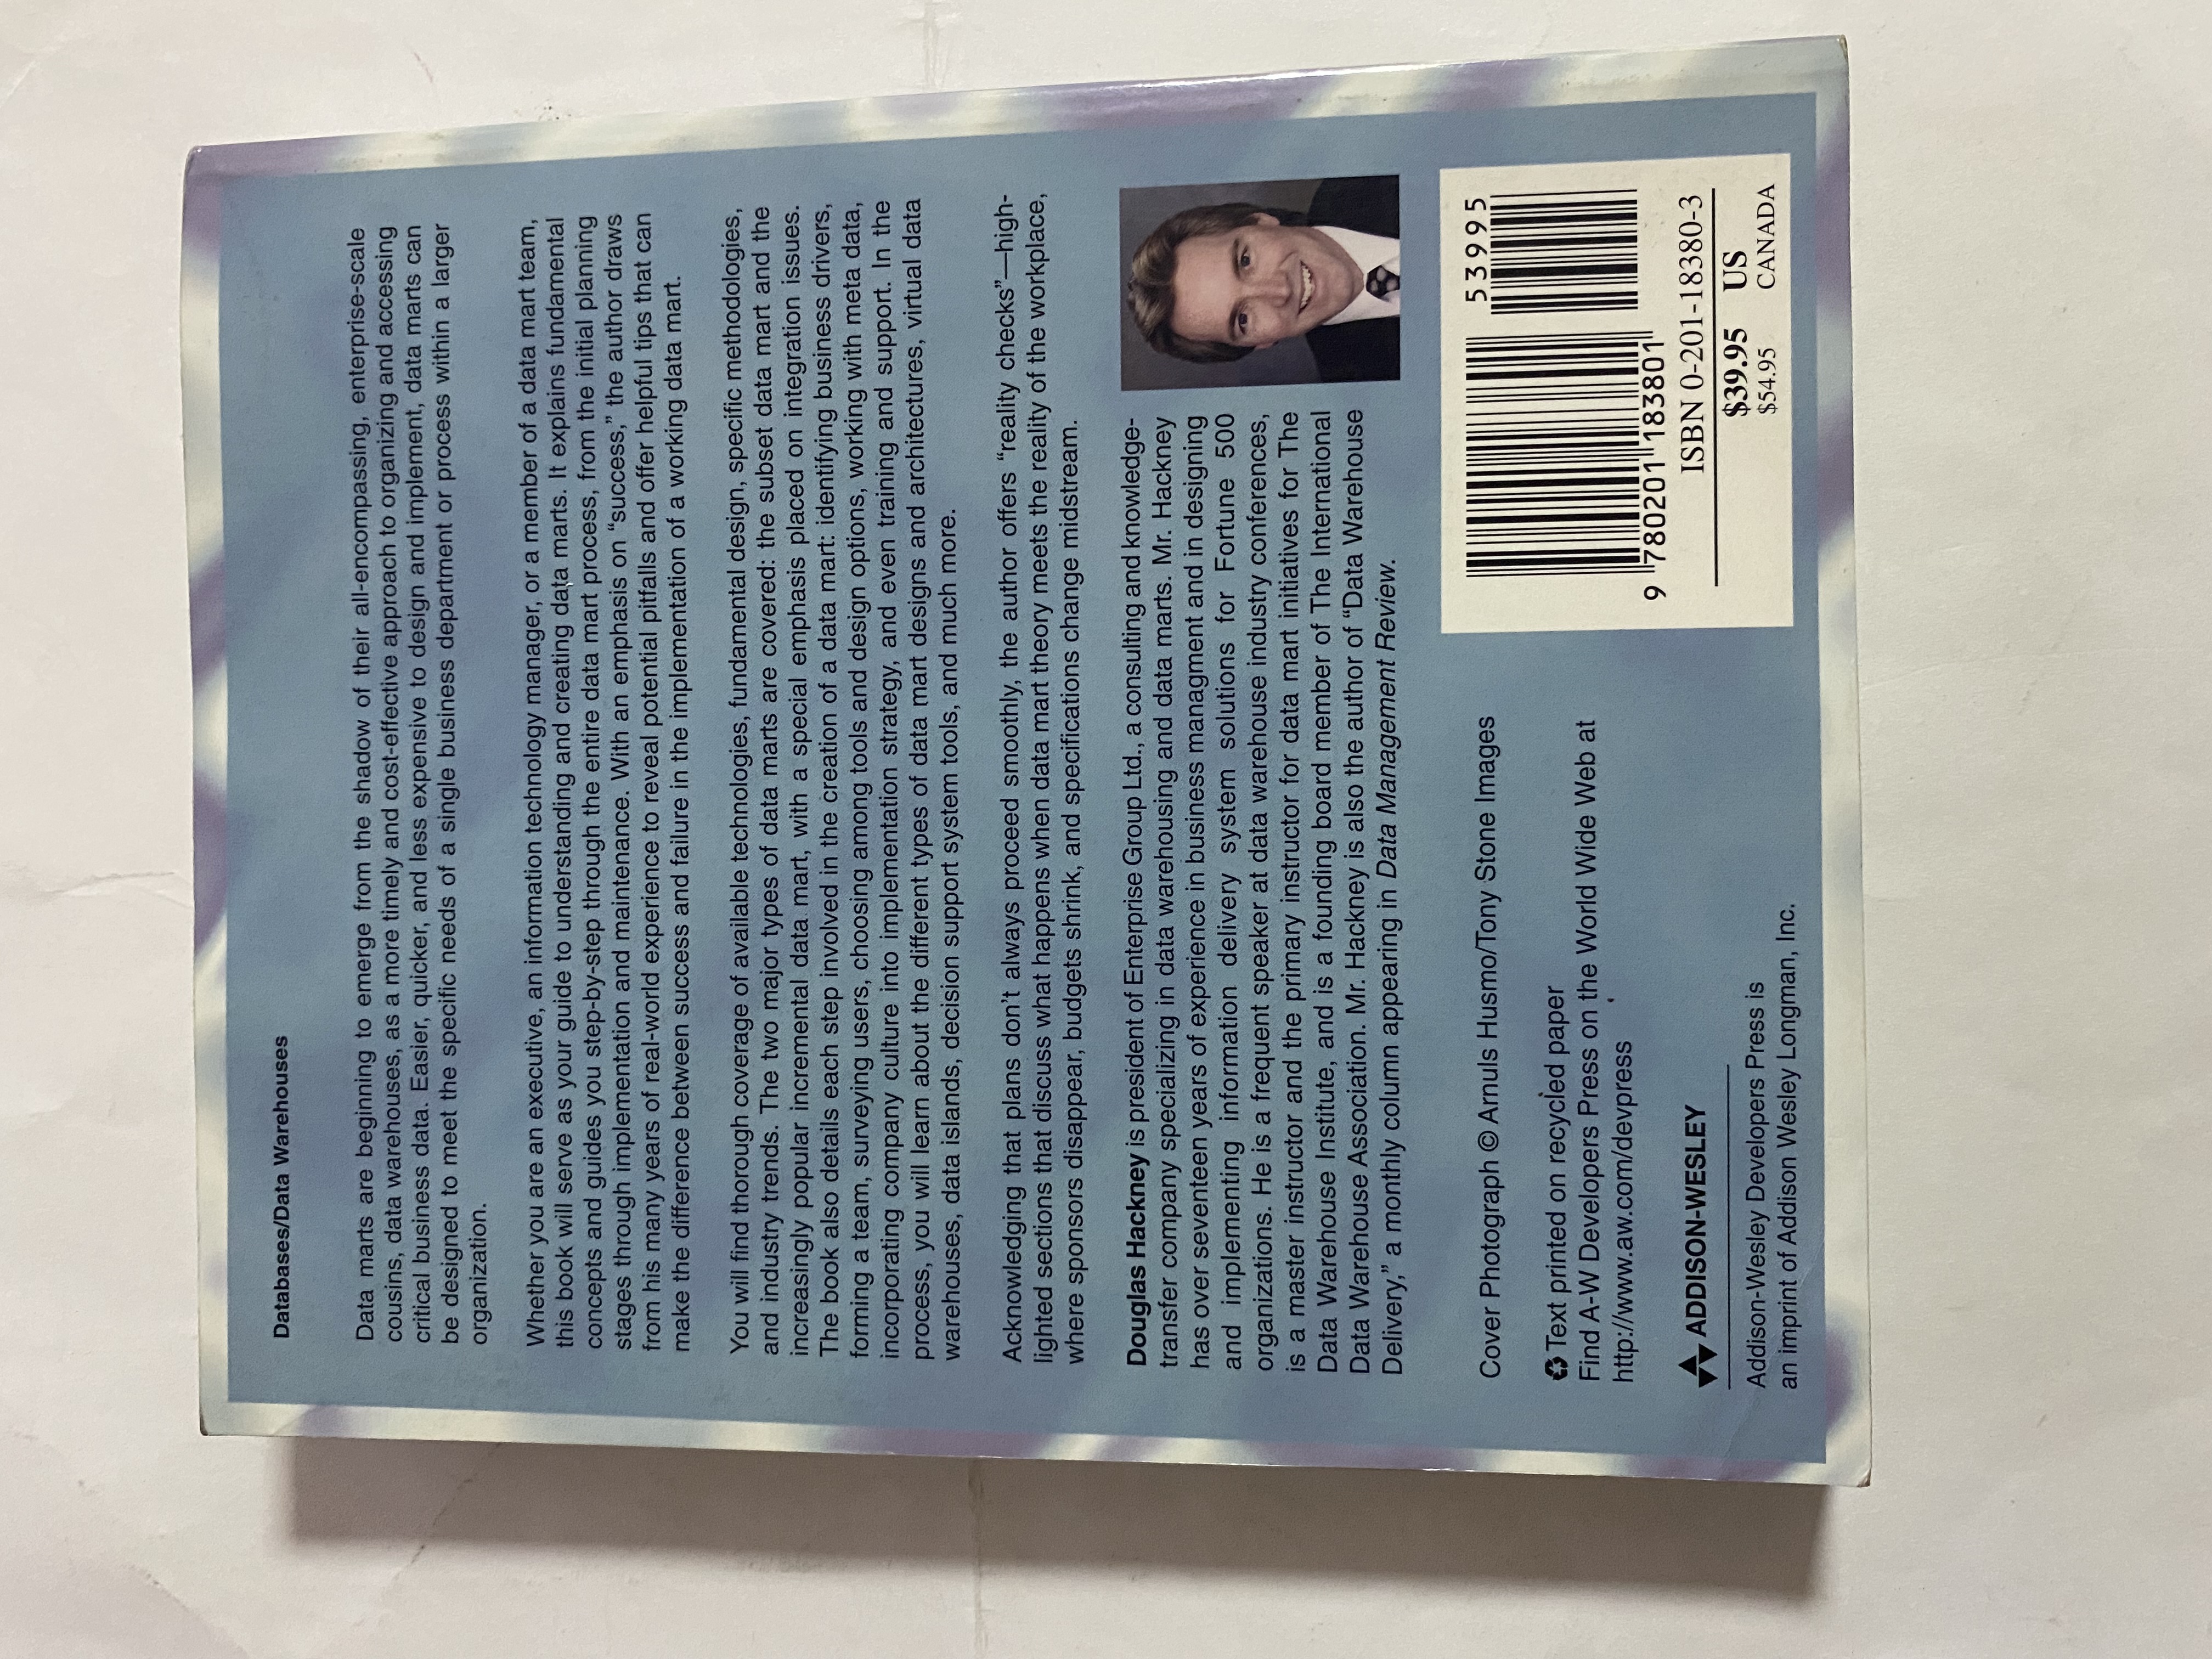 Databases/Data Warehouses
Data marts are beginning to emerge from the shadow of their all-encompassing, enterprise-scale
cousins, data warehouses, as a more timely and cost-effective approach to organizing and accessing
critical business data. Easier, quicker, and less expensive to design and implement, data marts can
be designed to meet the specific needs of a single business department or process within a larger
organization.
Whether you are an executive, an information technology manager, or a member of a data mart team,
this book will serve as your guide to understanding and creating data marts. It explains fundamental
concepts and guides you step-by-step through the entire data mart process, from the initial planning
stages through implementation and maintenance. With an emphasis on “success,” the author draws
from his many years of real-world experience to reveal potential pitfalls and offer helpful tips that can
make the difference between success and failure in the implementation of a working data mart.
You will find thorough coverage of available technologies, fundamental design, specific methodologies,
and industry trends. The two major types of data marts are covered: the subset data mart and the
increasingly popular incremental data mart, with a special emphasis placed on integration issues.
The book also details each step involved in the creation of a data mart: identifying business drivers,
forming a team, surveying users, choosing among tools and design options, working with meta data,
incorporating company culture into implementation strategy, and even training and support. In the
process, you will learn about the different types of data mart designs and architectures, virtual data
warehouses, data islands, decision support system tools, and much more.
Acknowledging that plans don’t always proceed smoothly, the author offers “reality checks”—high-
lighted sections that discuss what happens when data mart theory meets the reality of the workplace,
where sponsors disappear, budgets shrink, and specifications change midstream.
Douglas Hackney is president of Enterprise Group Ltd., a consulting and knowledge-
transfer company specializing in data warehousing and data marts. Mr. Hackney
has over seventeen years of experience in business managment and in designing
and implementing information delivery system solutions for Fortune 500
organizations. He is a frequent speaker at data warehouse industry conferences,
is a master instructor and the primary instructor for data mart initiatives for The
Data Warehouse Institute, and is a founding board member of The International
Data Warehouse Association. Mr. Hackney is also the author of “Data Warehouse
Delivery,” a monthly column appearing in Data Management Review.
Cover Photograph © Arnuls Husmo/Tony Stone Images
Text printed on recycled paper
Find A-W Developers Press on the World Wide Web at
http://www.aw.com/devpress
ADDISON-WESLEY
Addison-Wesley Developers Press is
an imprint of Addison Wesley Longman, Inc.
53995
9 780201 183801
ISBN 0-201-18380-3
$39.95 US
$54.95 CANADA